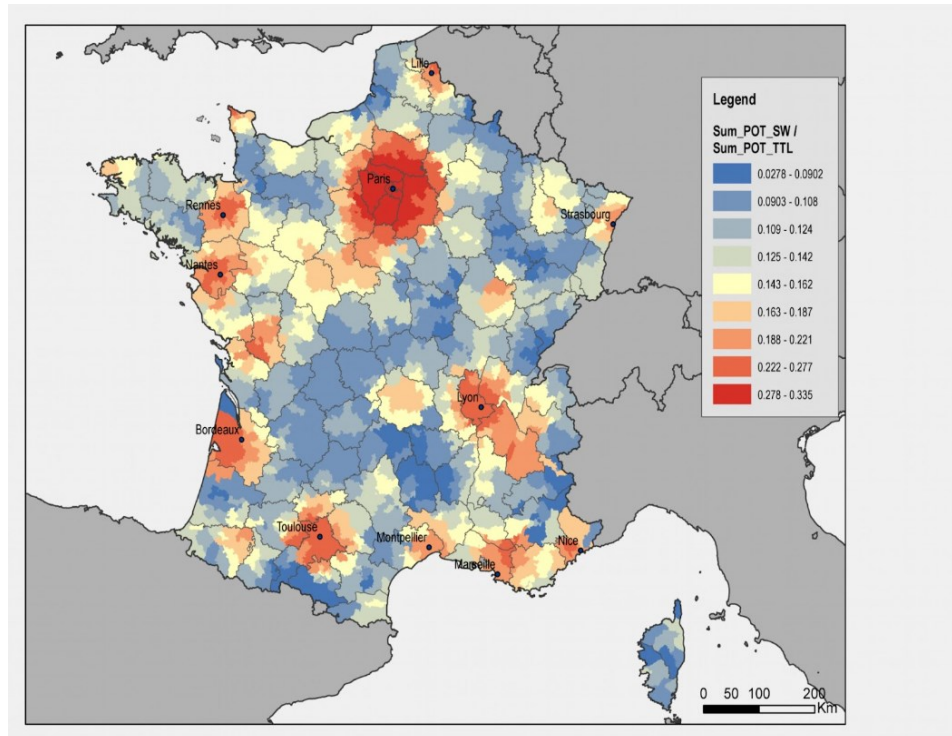 Lille
Paris
Rennes
Strasbourg
Nantes
Lyon
Bordeaux
Toulouse
Montpellier
Nice
Marseille
Legend
Sum_POT_SW /
Sum_POT_TTL
0.0278 - 0.0902
0.0903 - 0.108
0.109 - 0.124
0.125 - 0.142
0.143 - 0.162
0.163 - 0.187
0.188 - 0.221
0.222 - 0.277
0.278 - 0.335
0 50 100 200
Km